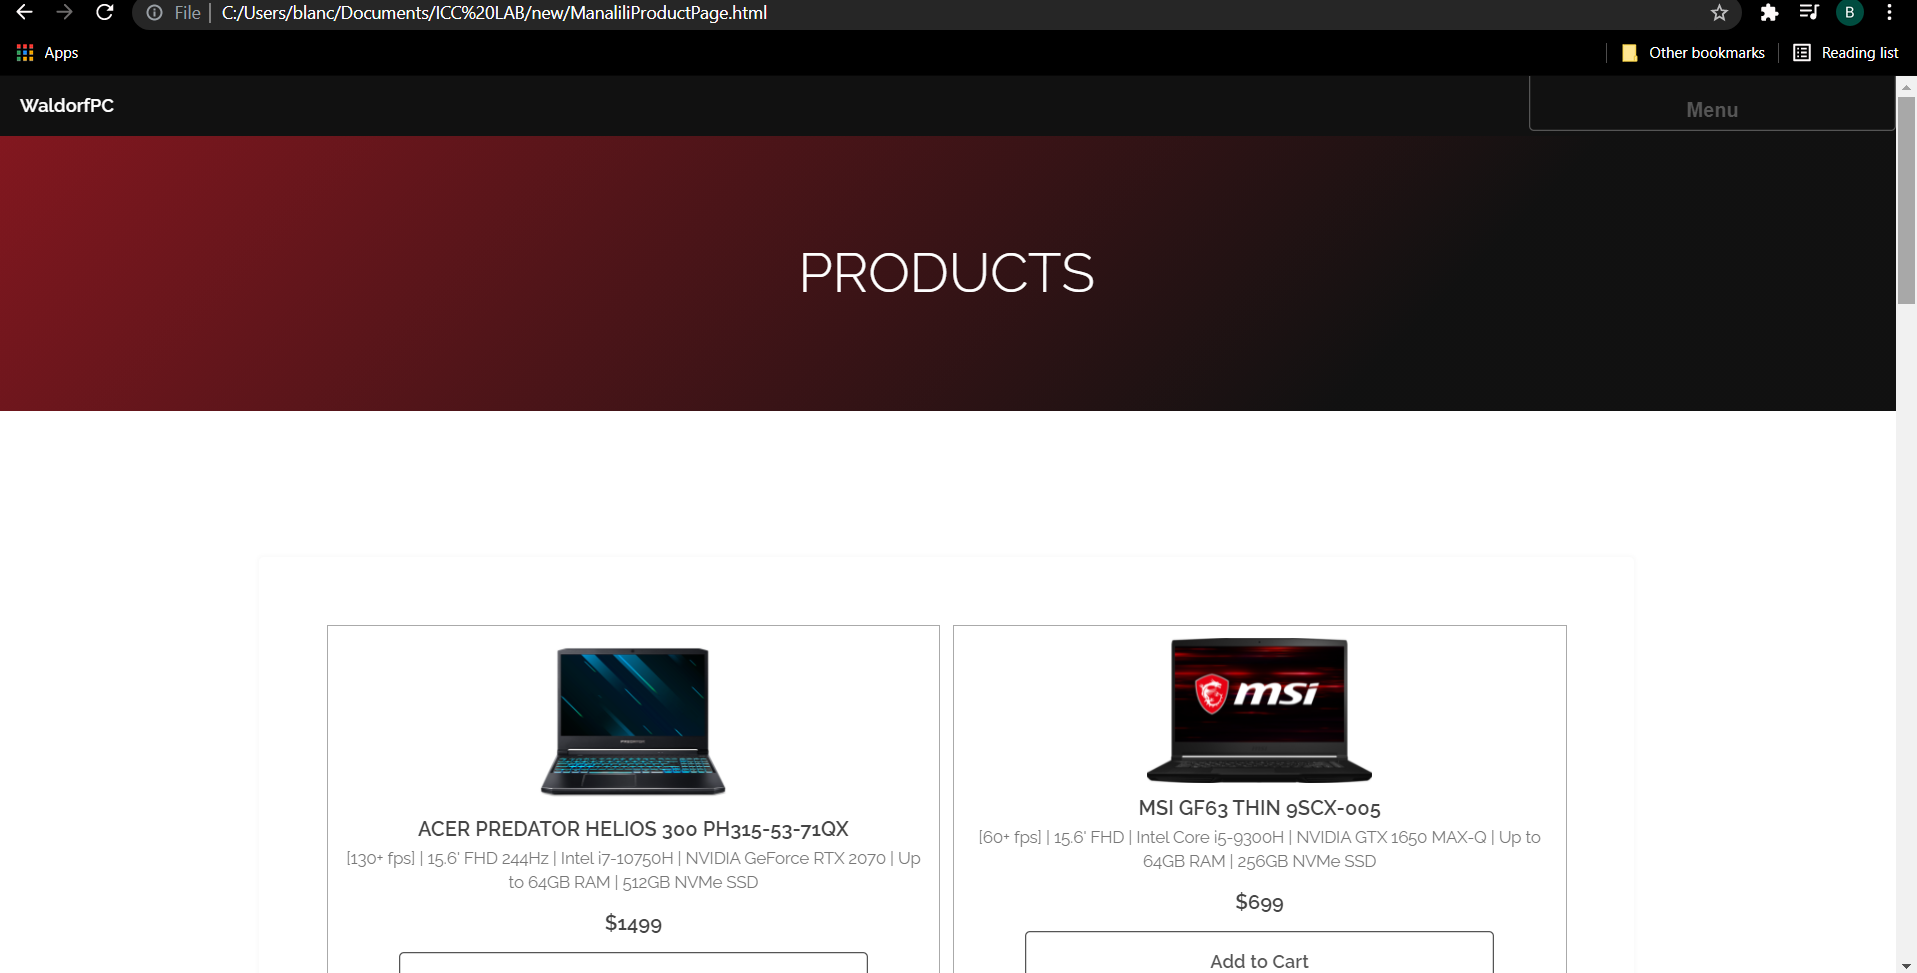 File | C:/Users/blanc/Documents/ICC%20LAB/new/ManaliliProductPage.html
B
Apps
Other bookmarks
Reading list
WaldorfPC
Menu
PRODUCTS
PREDATOR
msi
ACER PREDATOR HELIOS 300 PH315-53-71QX
[130+ fps] | 15.6' FHD 244Hz | Intel i7-10750H | NVIDIA GeForce RTX 2070 | Up
to 64GB RAM | 512GB NVMe SSD
$1499
MSI GF63 THIN 9SCX-005
[60+ fps] | 15.6' FHD | Intel Core i5-9300H | NVIDIA GTX 1650 MAX-Q | Up to
64GB RAM | 256GB NVMe SSD
$699
Add to Cart